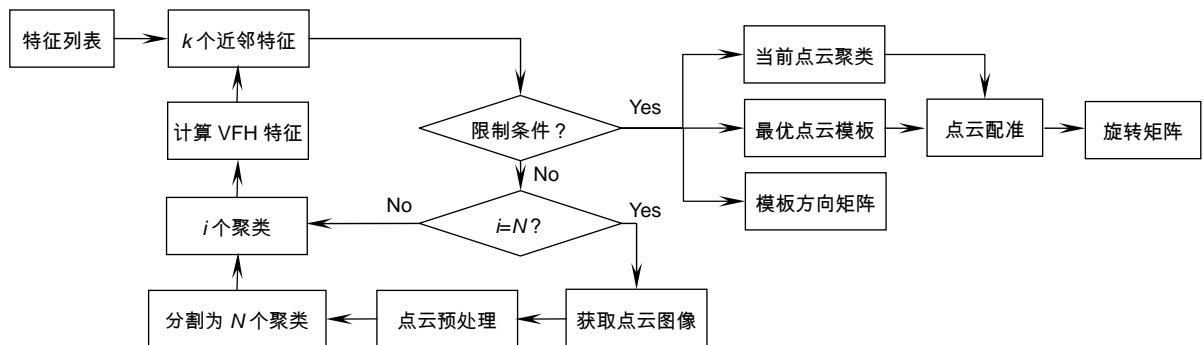 特征列表
k个近邻特征
当前点云聚类
计算 VFH 特征
限制条件？
Yes
最优点云模板
点云配准
旋转矩阵
No
i个聚类
No
i=N?
Yes
模板方向矩阵
分割为 N个聚类
点云预处理
获取点云图像